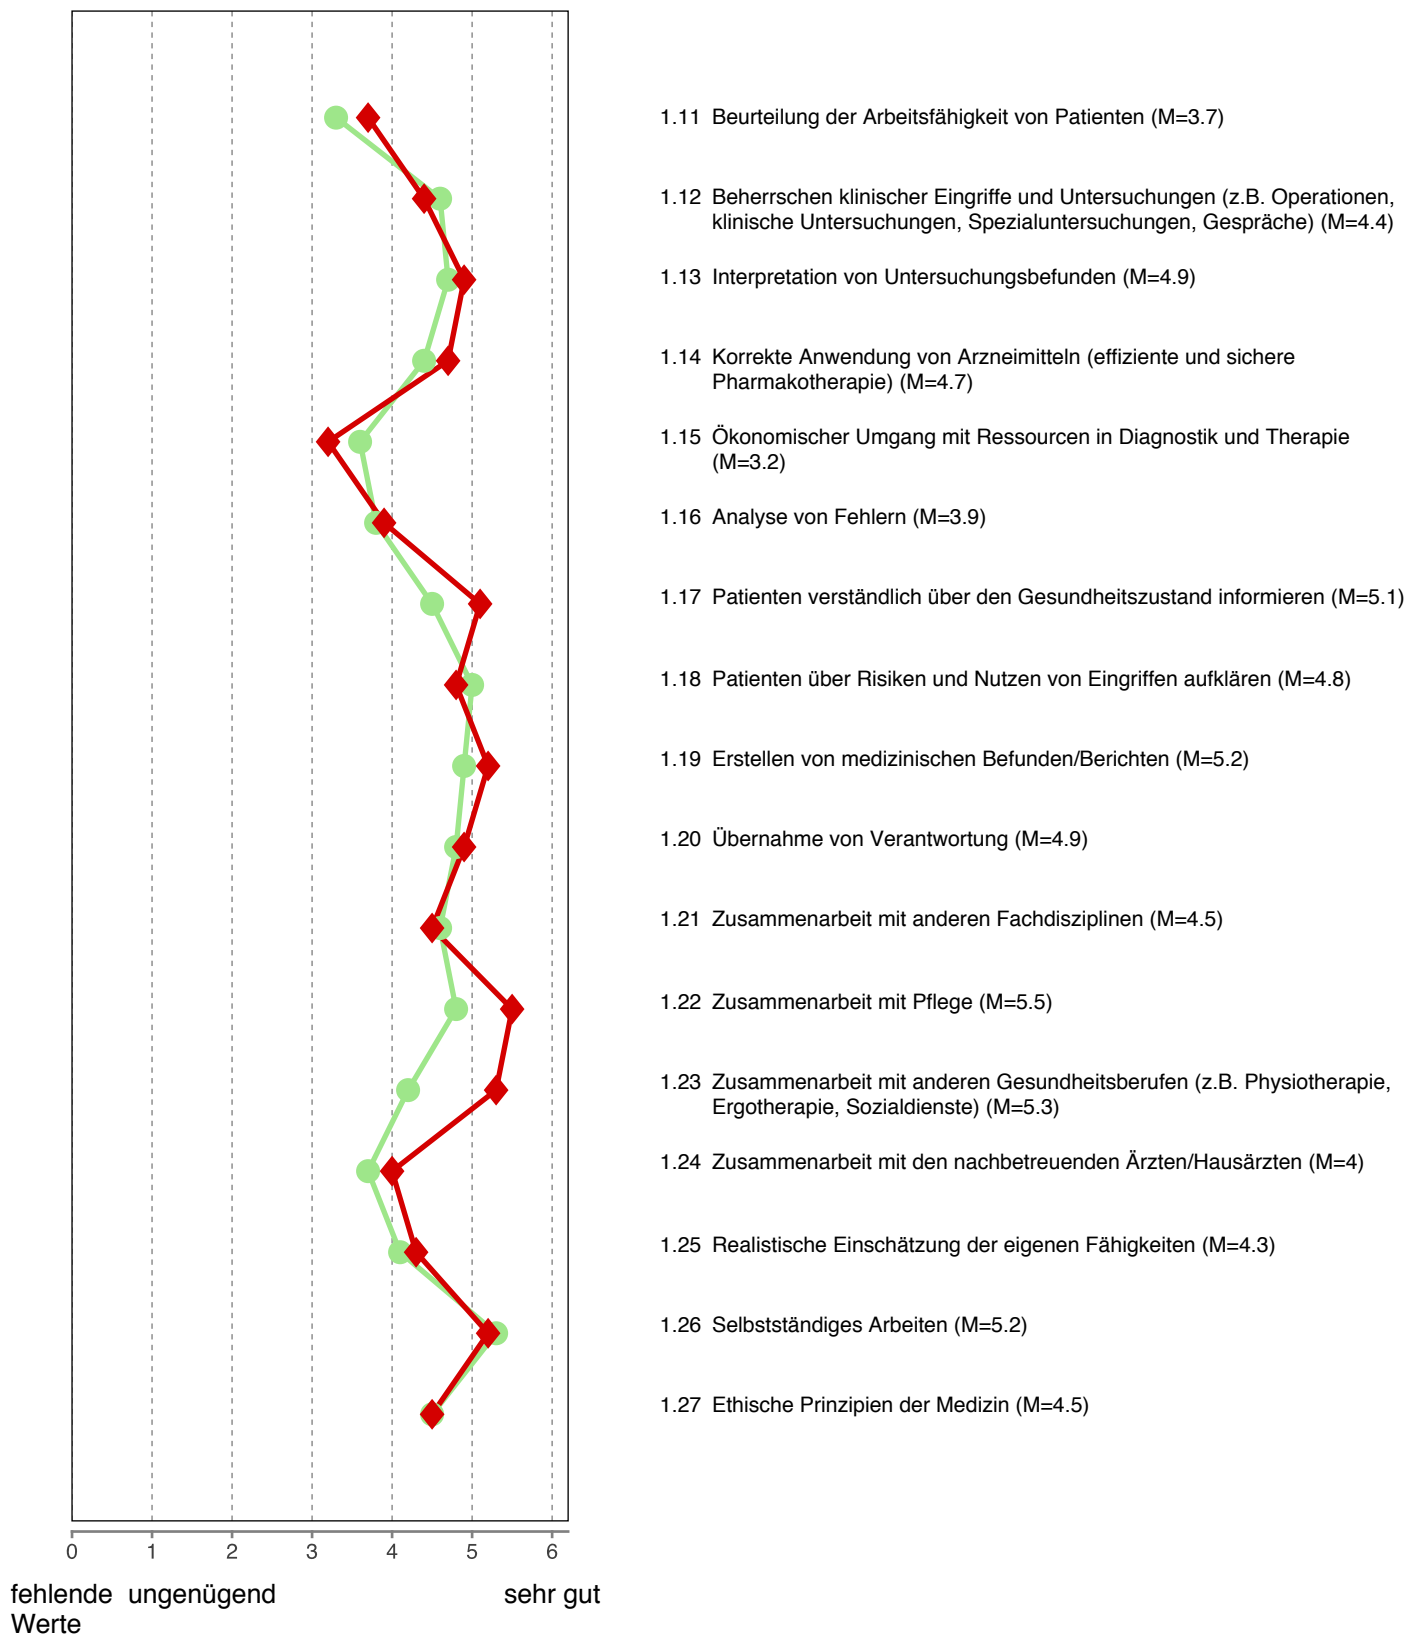 1.11 Beurteilung der Arbeitsfähigkeit von Patienten (M=3.7)
1.12 Beherrschen klinischer Eingriffe und Untersuchungen (z.B. Operationen,
klinische Untersuchungen, Spezialuntersuchungen, Gespräche) (M=4.4)
1.13 Interpretation von Untersuchungsbefunden (M=4.9)
1.14 Korrekte Anwendung von Arzneimitteln (effiziente und sichere
Pharmakotherapie) (M=4.7)
1.15 Ökonomischer Umgang mit Ressourcen in Diagnostik und Therapie
(M=3.2)
1.16 Analyse von Fehlern (M=3.9)
1.17 Patienten verständlich über den Gesundheitszustand informieren (M=5.1)
1.18 Patienten über Risiken und Nutzen von Eingriffen aufklären (M=4.8)
1.19 Erstellen von medizinischen Befunden/Berichten (M=5.2)
1.20 Übernahme von Verantwortung (M=4.9)
1.21 Zusammenarbeit mit anderen Fachdisziplinen (M=4.5)
1.22 Zusammenarbeit mit Pflege (M=5.5)
1.23 Zusammenarbeit mit anderen Gesundheitsberufen (z.B. Physiotherapie,
Ergotherapie, Sozialdienste) (M=5.3)
1.24 Zusammenarbeit mit den nachbetreuenden Ärzten/Hausärzten (M=4)
1.25 Realistische Einschätzung der eigenen Fähigkeiten (M=4.3)
1.26 Selbstständiges Arbeiten (M=5.2)
1.27 Ethische Prinzipien der Medizin (M=4.5)
0 1 2 3 4 5 6
fehlende ungenügend sehr gut
Werte